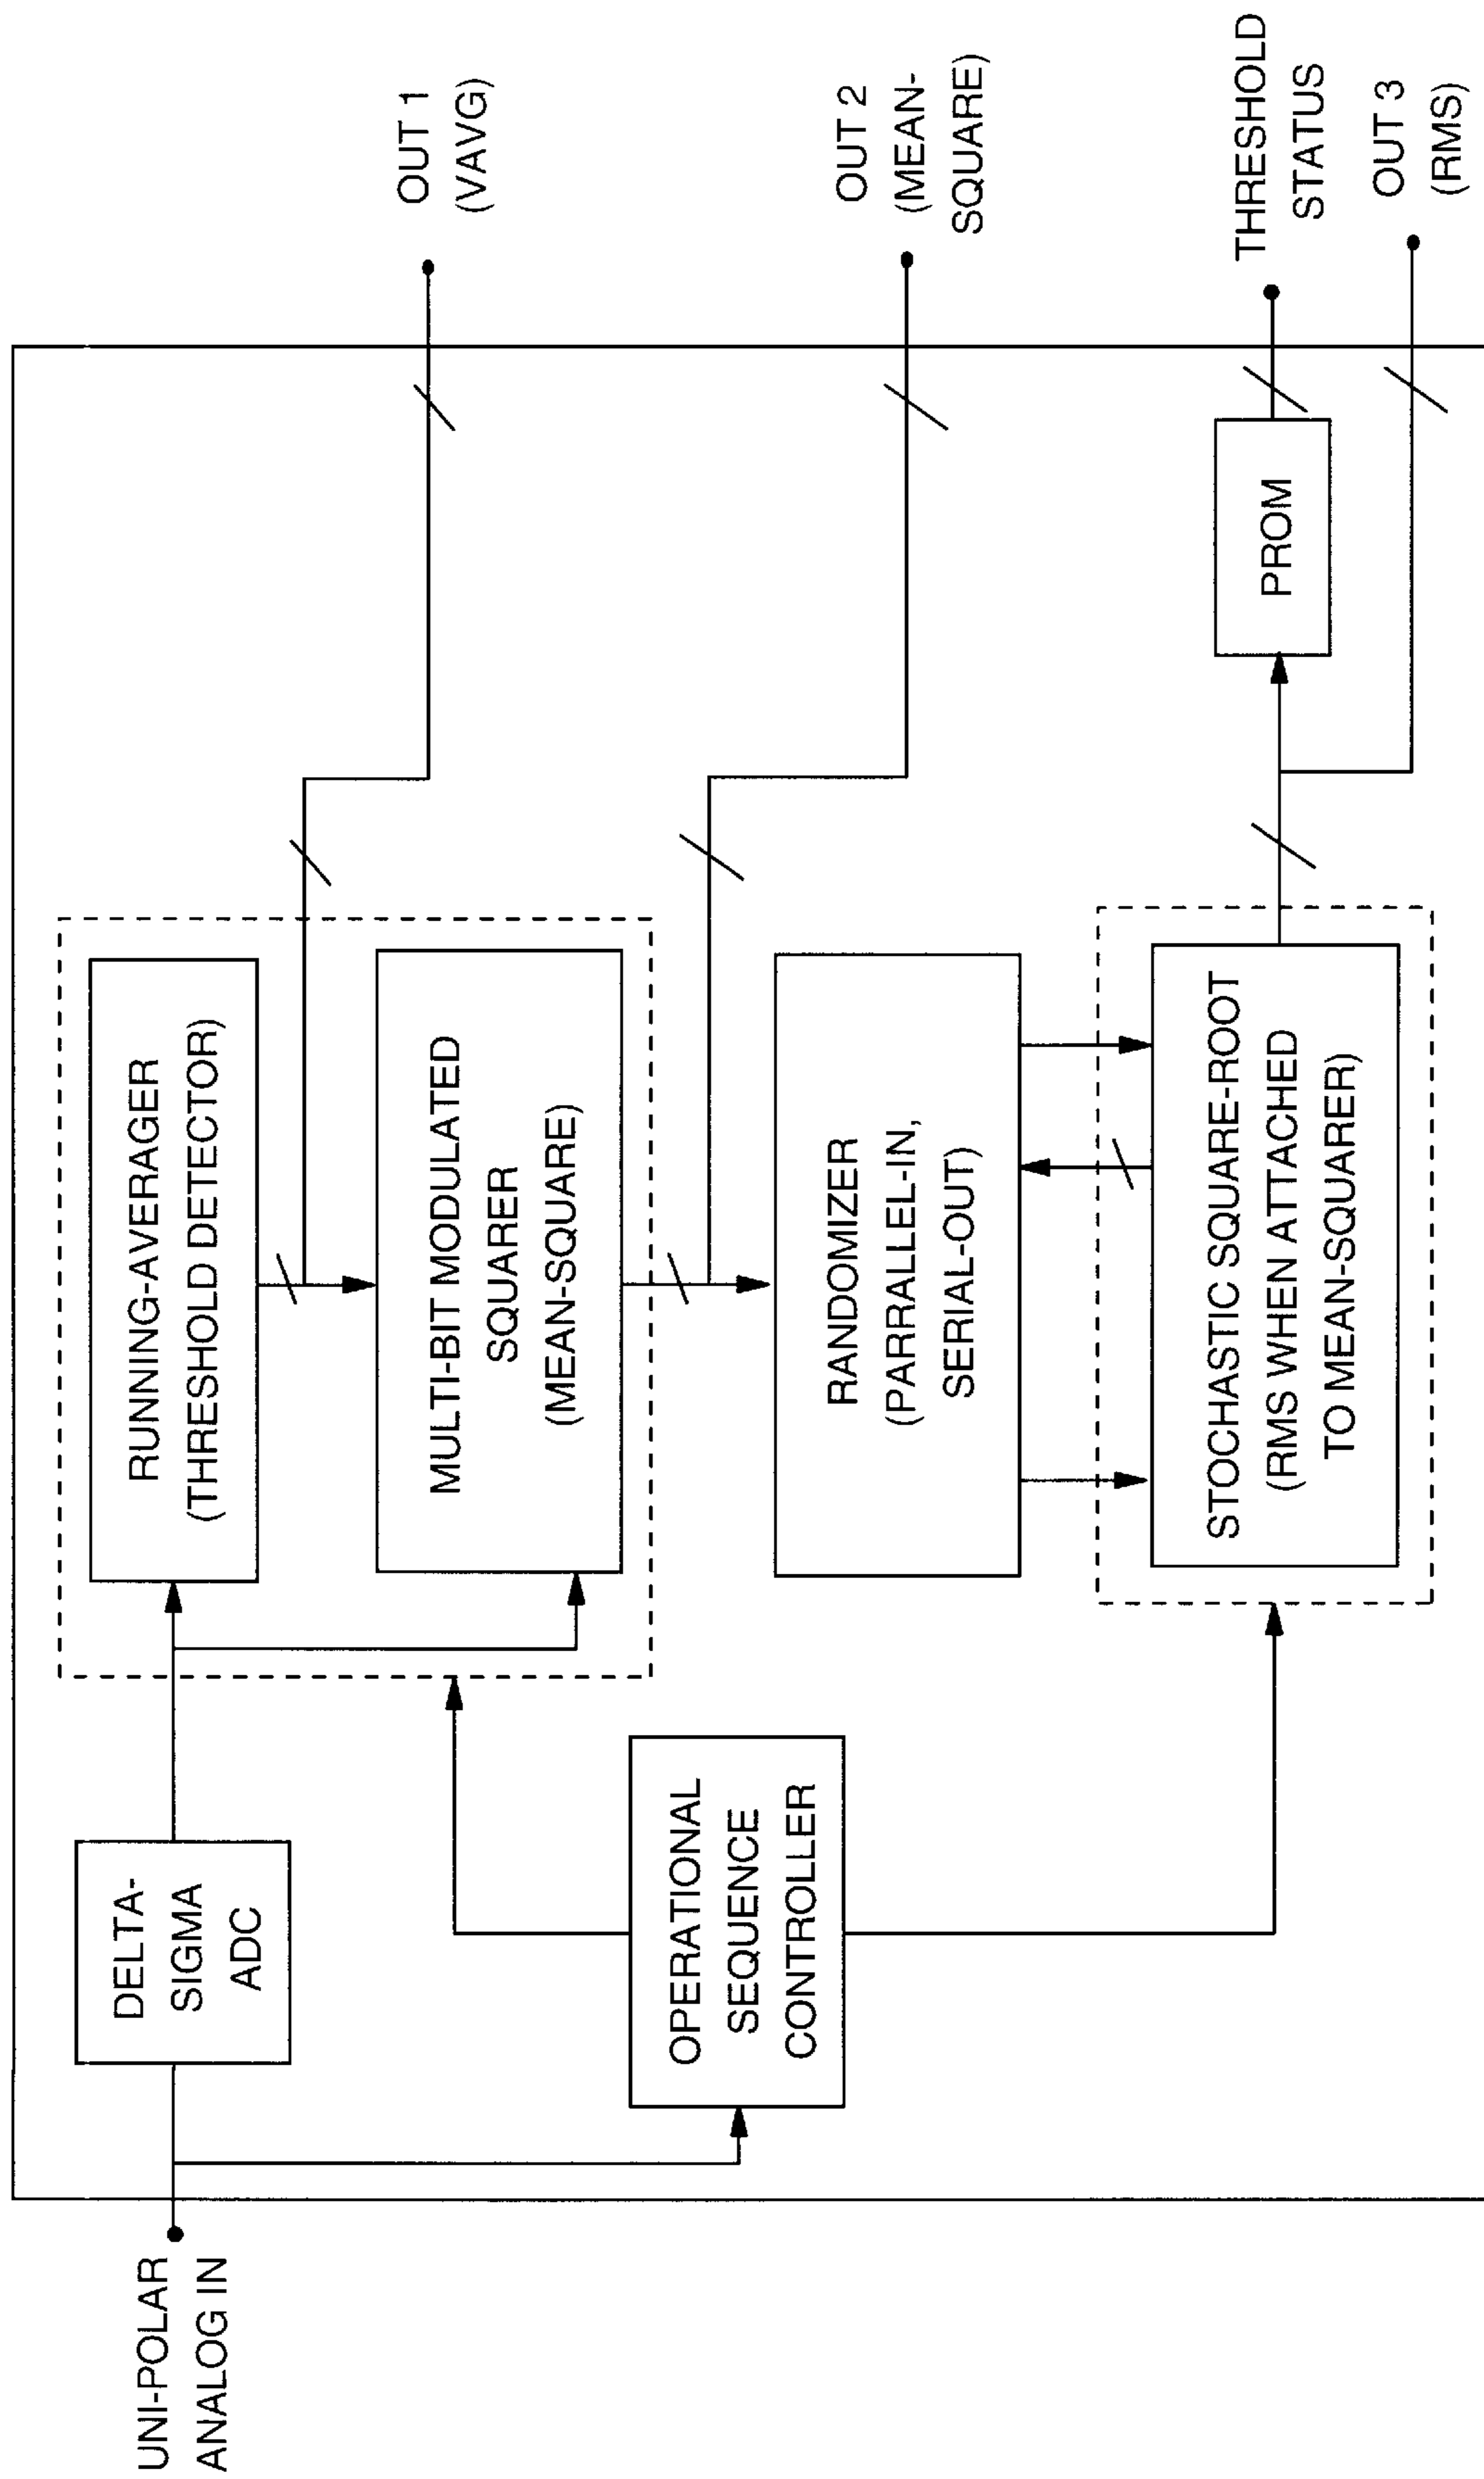 UNI-POLAR
ANALOG IN
DELTA-
SIGMA
ADC
OPERATIONAL
SEQUENCE
CONTROLLER
RUNNING-AVERAGER
(THRESHOLD DETECTOR)
MULTI-BIT MODULATED
SQUARER
(MEAN-SQUARE)
RANDOMIZER
(PARRALLEL-IN,
SERIAL-OUT)
STOCHASTIC SQUARE-ROOT
(RMS WHEN ATTACHED
TO MEAN-SQUARER)
PROM
OUT 1
(VAVG)
OUT 2
(MEAN-
SQUARE)
THRESHOLD
STATUS
OUT 3
(RMS)